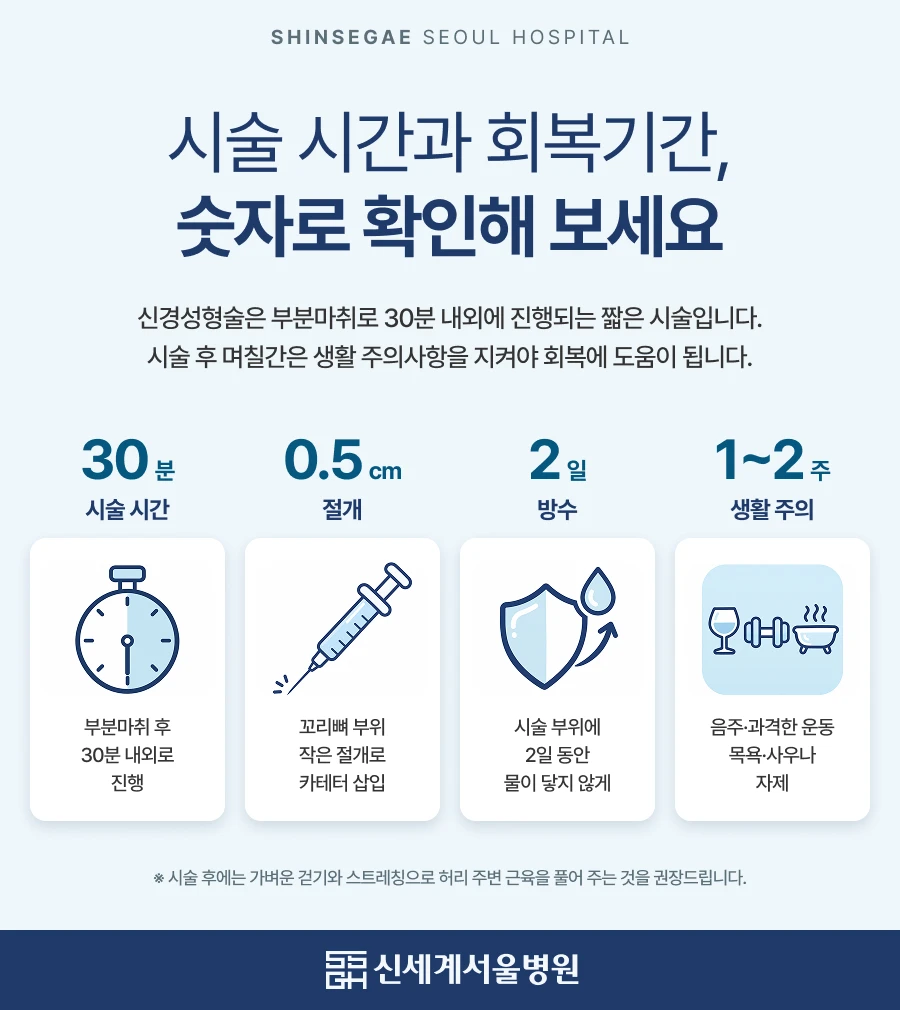 SHINSEGAE SEOUL HOSPITAL
시술 시간과 회복기간,
숫자로 확인해 보세요
신경성형술은 부분마취로 30분 내외에 진행되는 짧은 시술입니다.
시술 후 며칠간은 생활 주의사항을 지켜야 회복에 도움이 됩니다.
30 분
시술 시간
부분마취 후
30분 내외로
진행
0.5 cm
절개
꼬리뼈 부위
작은 절개로
카테터 삽입
2 일
방수
시술 부위에
2일 동안
물이 닿지 않게
1~2 주
생활 주의
음주·과격한 운동
목욕·사우나
자제
※ 시술 후에는 가벼운 걷기와 스트레칭으로 허리 주변 근육을 풀어 주는 것을 권장드립니다.
신세계서울병원